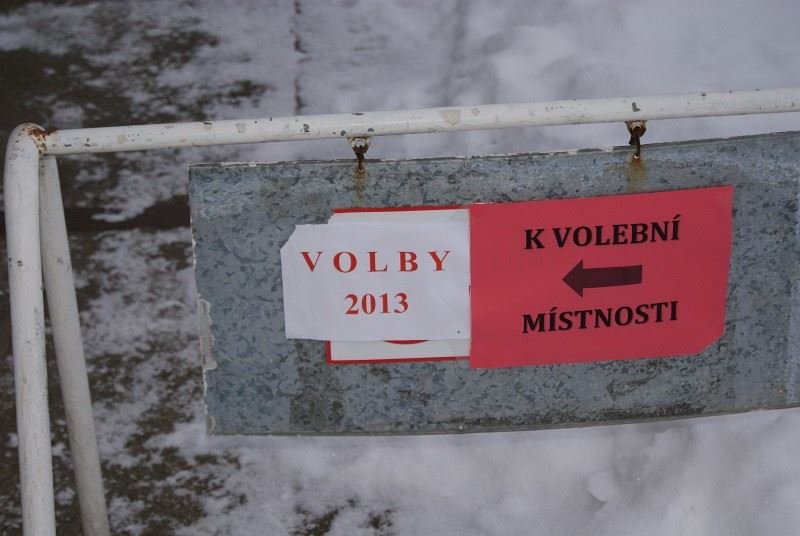 VOLBY
2013
K VOLEBNÍ
MÍSTNOSTI